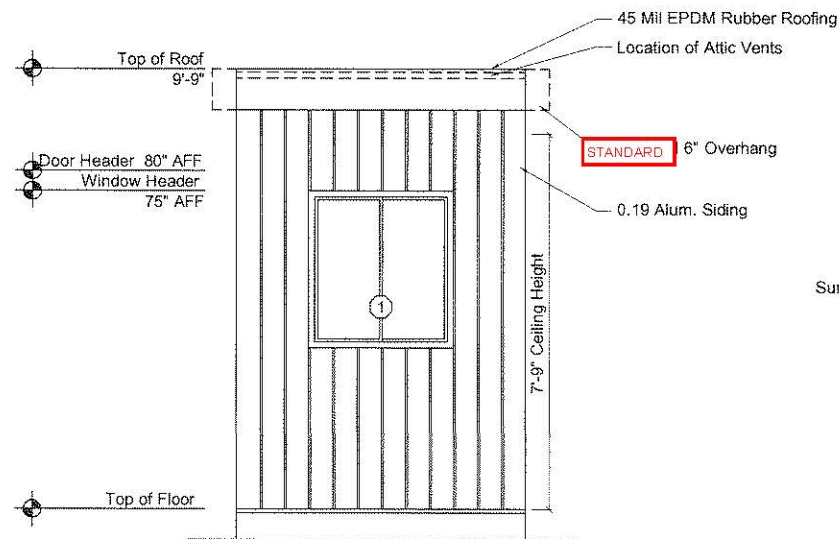 45 Mil EPDM Rubber Roofing
Location of Attic Vents
Top of Roof
9'-9"
STANDARD 6" Overhang
Door Header 80" AFF
Window Header
75" AFF
0.19 Alum. Siding
1
7'-9" Ceiling Height
Top of Floor